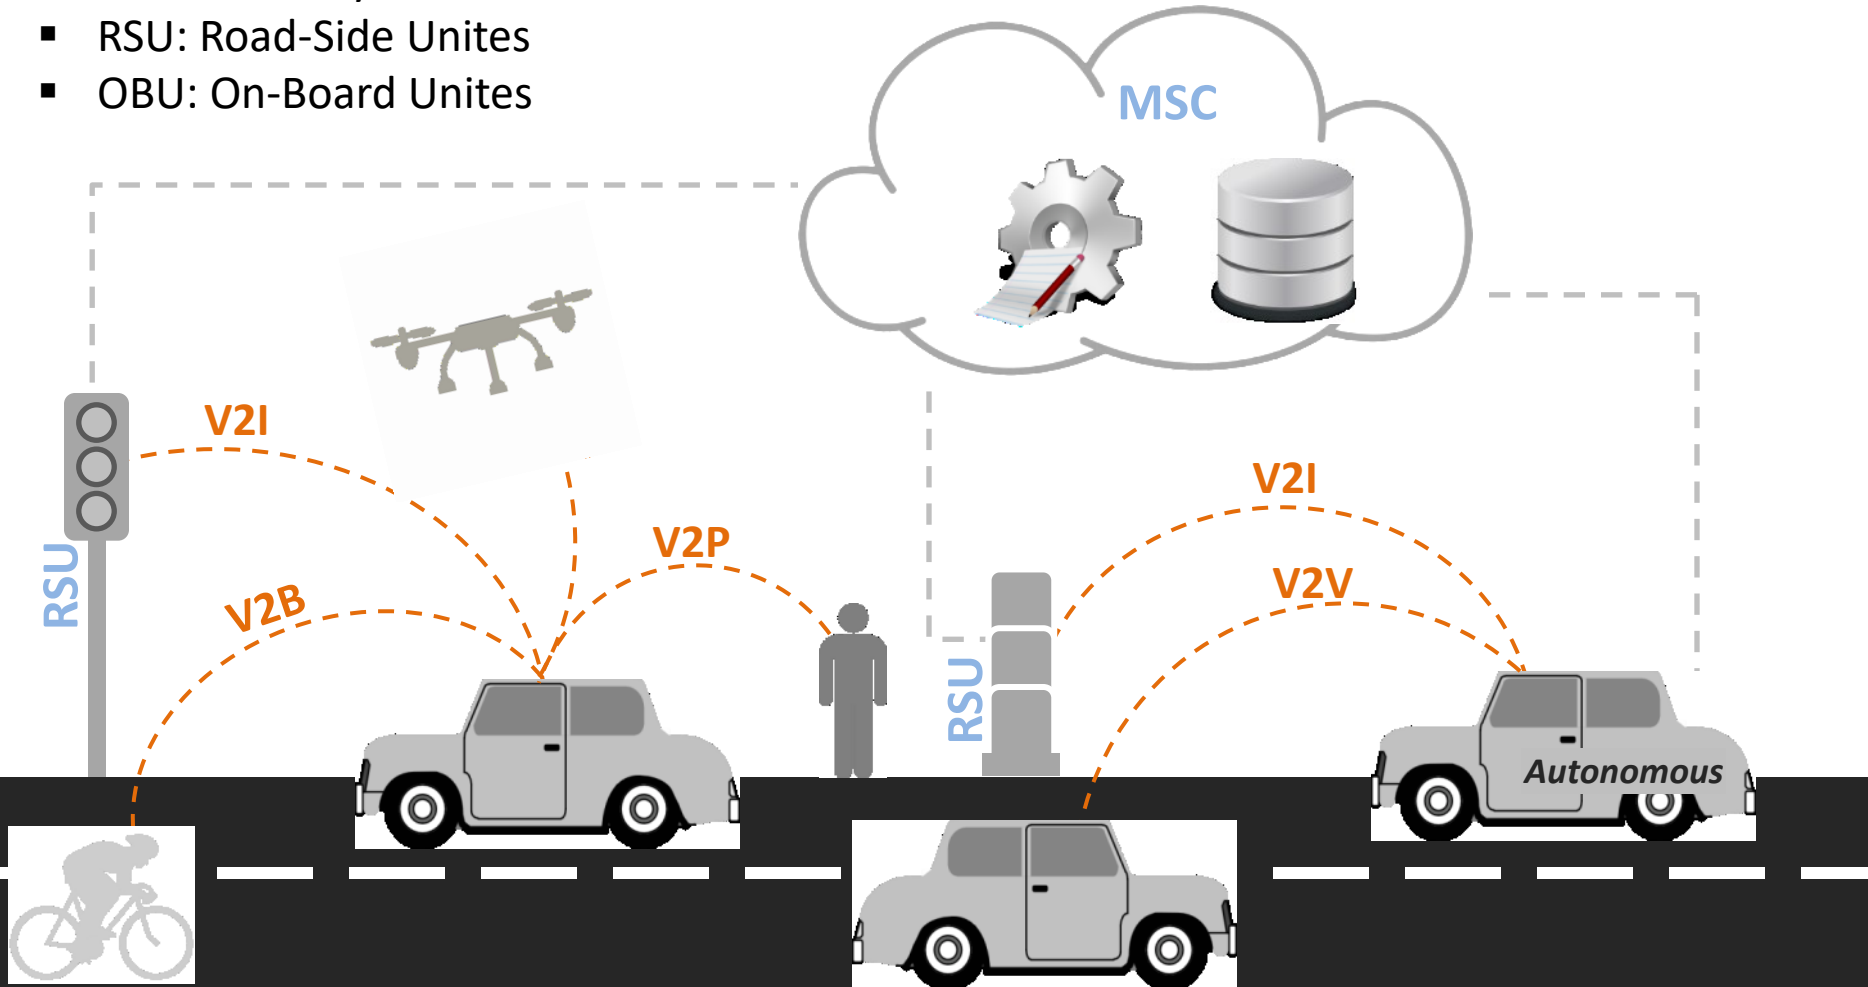 ▪ RSU: Road-Side Unites
▪ OBU: On-Board Unites
MSC
V2I
V2P
V2I
RSU
V2B
V2V
RSU
Autonomous